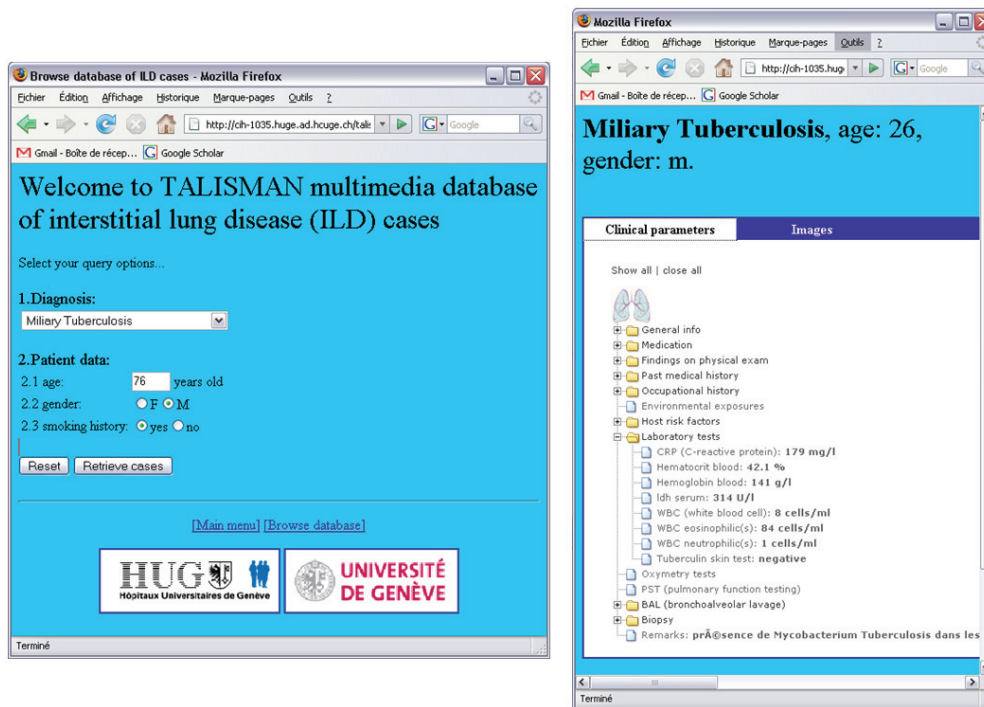 Browse database of ILD cases - Mozilla Firefox
Fichier Édition Affichage Historique Marque-pages Outils ?
http://cih-1035.huge.ad.hcuge.ch/talis
Google
Gmail - Boîte de récep... Google Scholar
Welcome to TALISMAN multimedia database
of interstitial lung disease (ILD) cases
Select your query options...
1.Diagnosis:
Miliary Tuberculosis
2.Patient data:
2.1 age: 76 years old
2.2 gender: F M
2.3 smoking history: yes no
Reset Retrieve cases
[Main menu] [Browse database]
HUG
Hôpitaux Universitaires de Genève
UNIVERSITÉ
DE GENÈVE
Terminé
Mozilla Firefox
Fichier Édition Affichage Historique Marque-pages Outils ?
http://cih-1035.hug
Google
Gmail - Boîte de récep... Google Scholar
Miliary Tuberculosis, age: 26,
gender: m.
Clinical parameters Images
Show all | close all
General info
Medication
Findings on physical exam
Past medical history
Occupational history
Environmental exposures
Host risk factors
Laboratory tests
CRP (C-reactive protein): 179 mg/l
Hematocrit blood: 42.1 %
Hemoglobin blood: 141 g/l
ldh serum: 314 U/l
WBC (white blood cell): 8 cells/ml
WBC eosinophilic(s): 84 cells/ml
WBC neutrophilic(s): 1 cells/ml
Tuberculin skin test: negative
Oxymetry tests
PST (pulmonary function testing)
BAL (bronchoalveolar lavage)
Biopsy
Remarks: prÃ©sence de Mycobacterium Tuberculosis dans les
Terminé